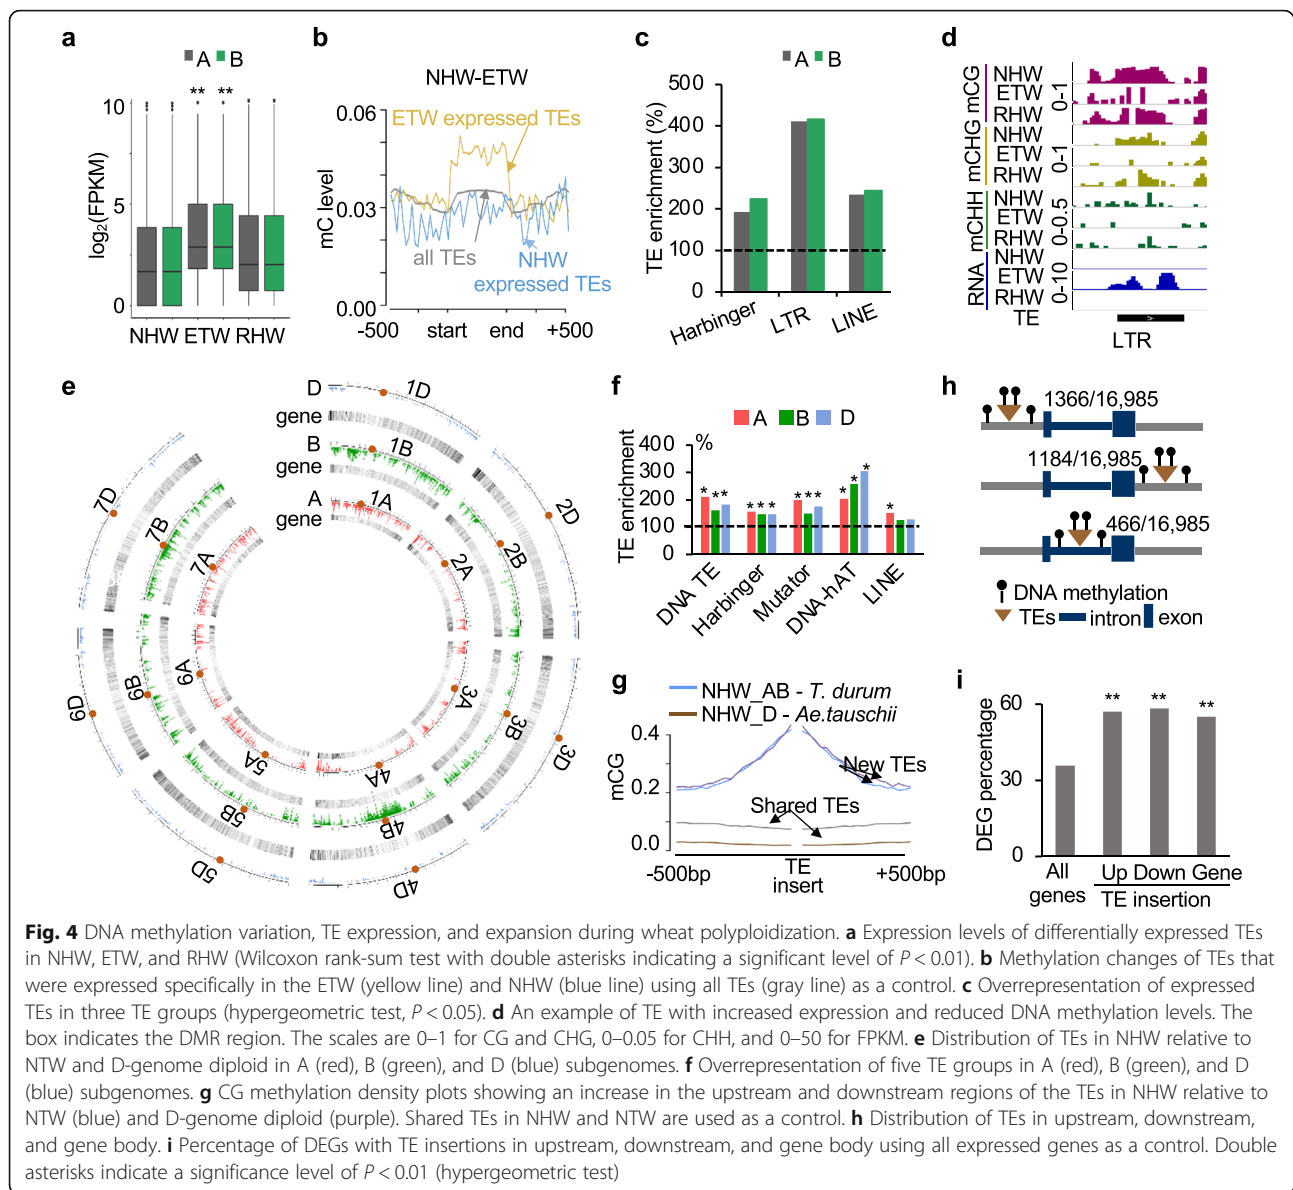 a
A B
**
**
10
5
0
log₂(FPKM)
NHW ETW RHW
b
NHW-ETW
0.06
0.03
0.00
mC level
ETW expressed TEs
all TEs
NHW
expressed TEs
-500 start end +500
c
A B
500
400
300
200
100
0
TE enrichment (%)
Harbinger
LTR
LINE
d
mCG
NHW
ETW
RHW
0-1
mCHG
NHW
ETW
RHW
0-1
mCHH
NHW
ETW
RHW
0-0.5
RNA
NHW
ETW
RHW
0-10
TE
LTR
e
D
gene
B
gene
A
gene
1D
1B
1A
2D
2B
2A
3D
3B
3A
4D
4B
4A
5D
5B
5A
6D
6B
6A
7D
7B
7A
f
A B D
%
400
300
200
100
0
TE enrichment
* * *
* * *
* * *
* * *
*
DNA TE
Harbinger
Mutator
DNA-hAT
LINE
g
NHW_AB - T. durum
NHW_D - Ae.tauschii
0.4
0.2
0.0
mCG
New TEs
Shared TEs
-500bp TE +500bp
insert
h
1366/16,985
1184/16,985
466/16,985
DNA methylation
TEs intron exon
i
60
30
0
DEG percentage
** ** **
All Up Down Gene
genes TE insertion
Fig. 4 DNA methylation variation, TE expression, and expansion during wheat polyploidization. a Expression levels of differentially expressed TEs
in NHW, ETW, and RHW (Wilcoxon rank-sum test with double asterisks indicating a significant level of P < 0.01). b Methylation changes of TEs that
were expressed specifically in the ETW (yellow line) and NHW (blue line) using all TEs (gray line) as a control. c Overrepresentation of expressed
TEs in three TE groups (hypergeometric test, P < 0.05). d An example of TE with increased expression and reduced DNA methylation levels. The
box indicates the DMR region. The scales are 0–1 for CG and CHG, 0–0.05 for CHH, and 0–50 for FPKM. e Distribution of TEs in NHW relative to
NTW and D-genome diploid in A (red), B (green), and D (blue) subgenomes. f Overrepresentation of five TE groups in A (red), B (green), and D
(blue) subgenomes. g CG methylation density plots showing an increase in the upstream and downstream regions of the TEs in NHW relative to
NTW (blue) and D-genome diploid (purple). Shared TEs in NHW and NTW are used as a control. h Distribution of TEs in upstream, downstream,
and gene body. i Percentage of DEGs with TE insertions in upstream, downstream, and gene body using all expressed genes as a control. Double
asterisks indicate a significance level of P < 0.01 (hypergeometric test)